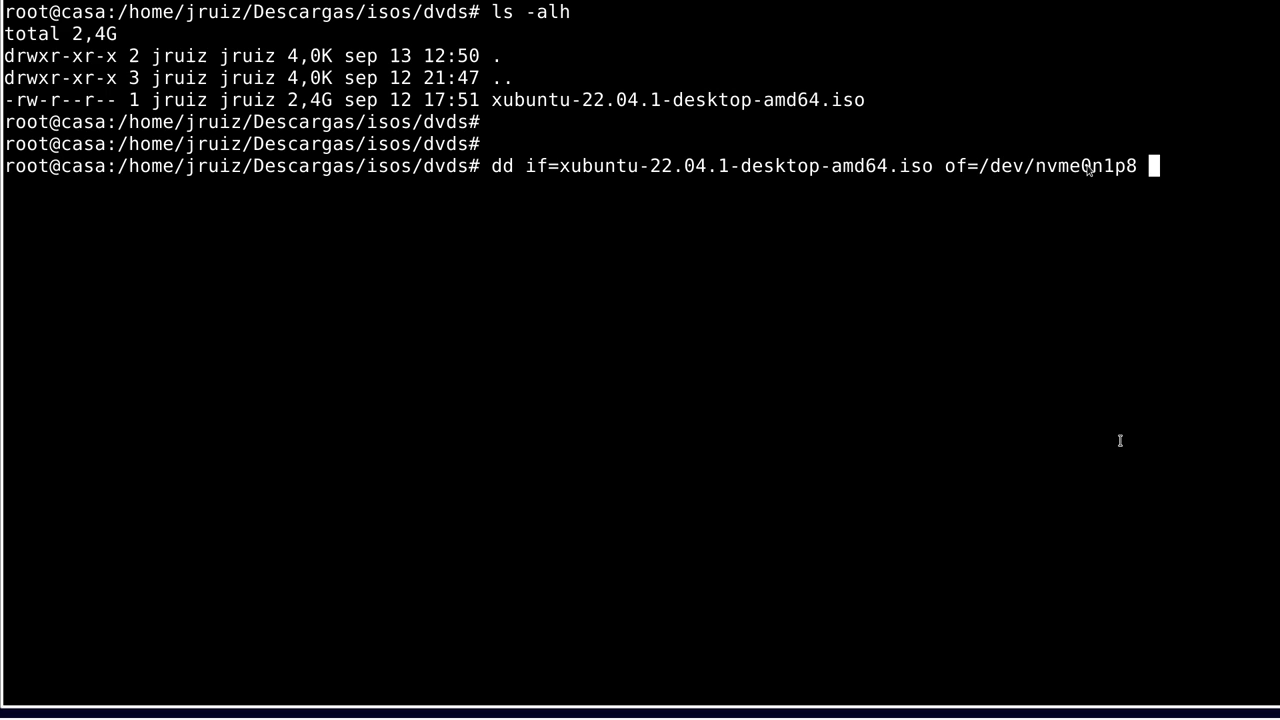 root@casa:/home/jruiz/Descargas/isos/dvds# ls -alh
total 2,4G
drwxr-xr-x 2 jruiz jruiz 4,0K sep 13 12:50 .
drwxr-xr-x 3 jruiz jruiz 4,0K sep 12 21:47 ..
-rw-r--r-- 1 jruiz jruiz 2,4G sep 12 17:51 xubuntu-22.04.1-desktop-amd64.iso
root@casa:/home/jruiz/Descargas/isos/dvds#
root@casa:/home/jruiz/Descargas/isos/dvds#
root@casa:/home/jruiz/Descargas/isos/dvds# dd if=xubuntu-22.04.1-desktop-amd64.iso of=/dev/nvme0n1p8